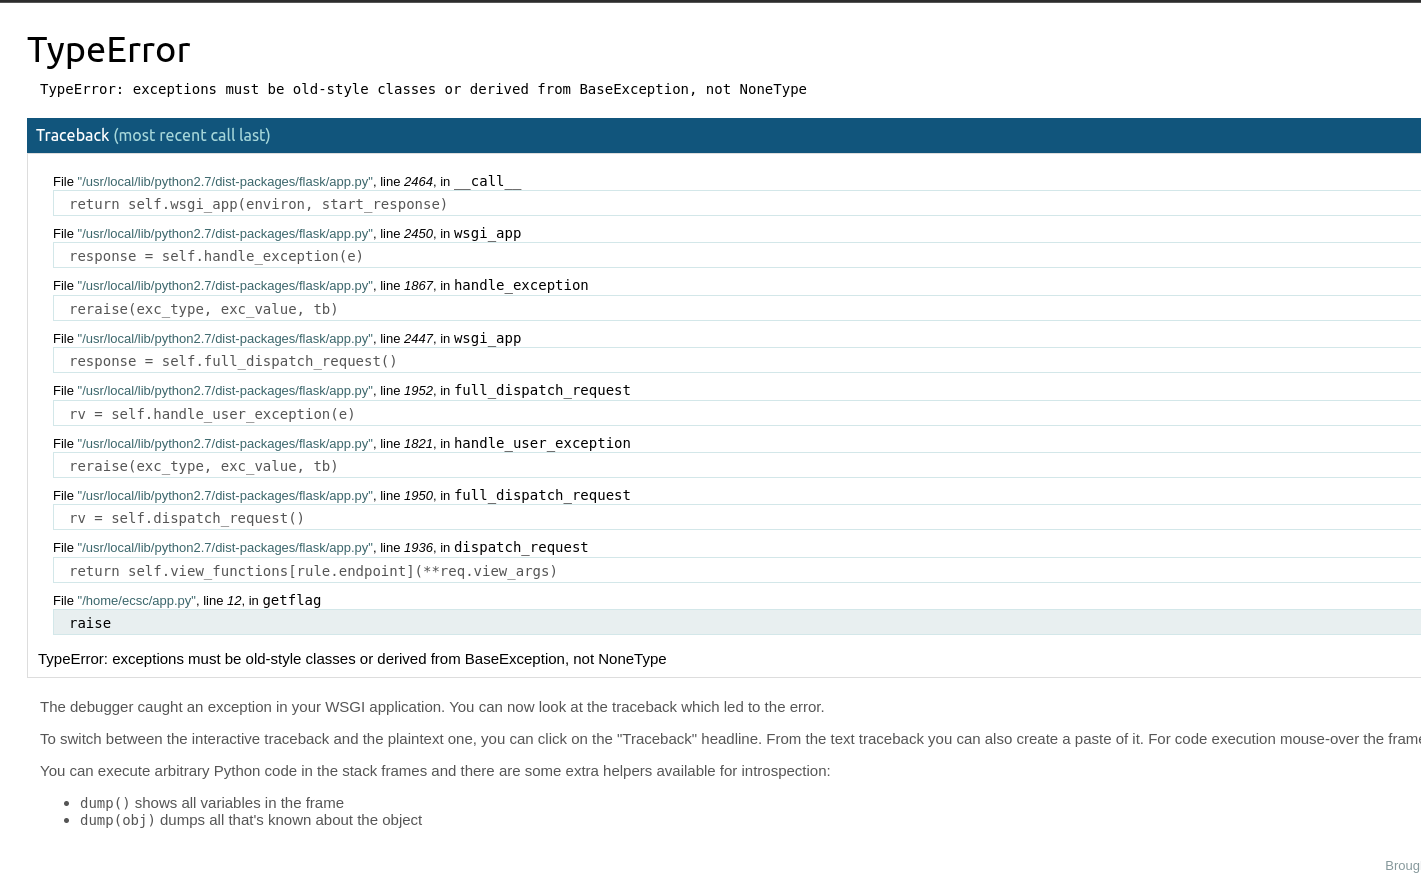 TypeError
TypeError: exceptions must be old-style classes or derived from BaseException, not NoneType
Traceback (most recent call last)
File "/usr/local/lib/python2.7/dist-packages/flask/app.py", line 2464, in __call__
return self.wsgi_app(environ, start_response)
File "/usr/local/lib/python2.7/dist-packages/flask/app.py", line 2450, in wsgi_app
response = self.handle_exception(e)
File "/usr/local/lib/python2.7/dist-packages/flask/app.py", line 1867, in handle_exception
reraise(exc_type, exc_value, tb)
File "/usr/local/lib/python2.7/dist-packages/flask/app.py", line 2447, in wsgi_app
response = self.full_dispatch_request()
File "/usr/local/lib/python2.7/dist-packages/flask/app.py", line 1952, in full_dispatch_request
rv = self.handle_user_exception(e)
File "/usr/local/lib/python2.7/dist-packages/flask/app.py", line 1821, in handle_user_exception
reraise(exc_type, exc_value, tb)
File "/usr/local/lib/python2.7/dist-packages/flask/app.py", line 1950, in full_dispatch_request
rv = self.dispatch_request()
File "/usr/local/lib/python2.7/dist-packages/flask/app.py", line 1936, in dispatch_request
return self.view_functions[rule.endpoint](**req.view_args)
File "/home/ecsc/app.py", line 12, in getflag
raise
TypeError: exceptions must be old-style classes or derived from BaseException, not NoneType
The debugger caught an exception in your WSGI application. You can now look at the traceback which led to the error.
To switch between the interactive traceback and the plaintext one, you can click on the "Traceback" headline. From the text traceback you can also create a paste of it. For code execution mouse-over the frame
You can execute arbitrary Python code in the stack frames and there are some extra helpers available for introspection:
• dump() shows all variables in the frame
• dump(obj) dumps all that's known about the object
Broug